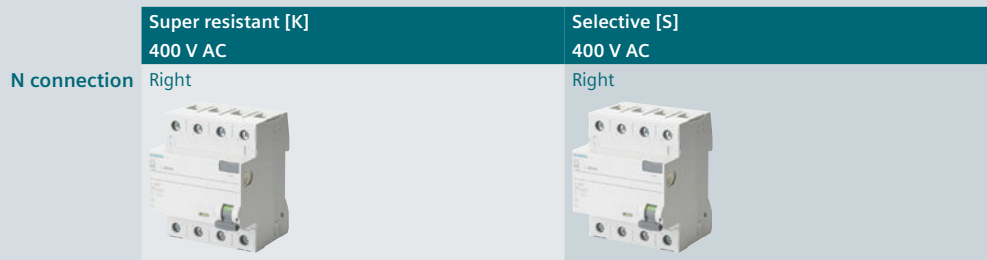 Super resistant [K]
Selective [S]
400 V AC
400 V AC
N connection
Right
Right